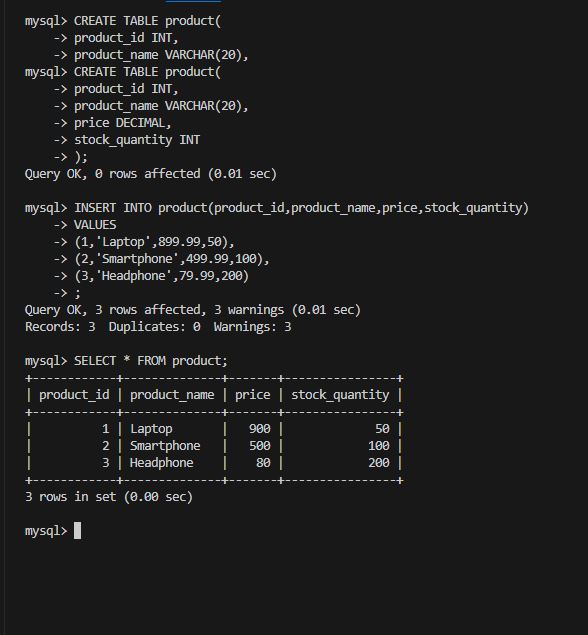 mysql> CREATE TABLE product(
    -> product_id INT,
    -> product_name VARCHAR(20),
mysql> CREATE TABLE product(
    -> product_id INT,
    -> product_name VARCHAR(20),
    -> price DECIMAL,
    -> stock_quantity INT
    -> );
Query OK, 0 rows affected (0.01 sec)

mysql> INSERT INTO product(product_id,product_name,price,stock_quantity)
    -> VALUES
    -> (1,'Laptop',899.99,50),
    -> (2,'Smartphone',499.99,100),
    -> (3,'Headphone',79.99,200)
    -> ;
Query OK, 3 rows affected, 3 warnings (0.01 sec)
Records: 3  Duplicates: 0  Warnings: 3

mysql> SELECT * FROM product;
+------------+--------------+-------+----------------+
| product_id | product_name | price | stock_quantity |
+------------+--------------+-------+----------------+
|          1 | Laptop       |   900 |             50 |
|          2 | Smartphone   |   500 |            100 |
|          3 | Headphone    |    80 |            200 |
+------------+--------------+-------+----------------+
3 rows in set (0.00 sec)

mysql>